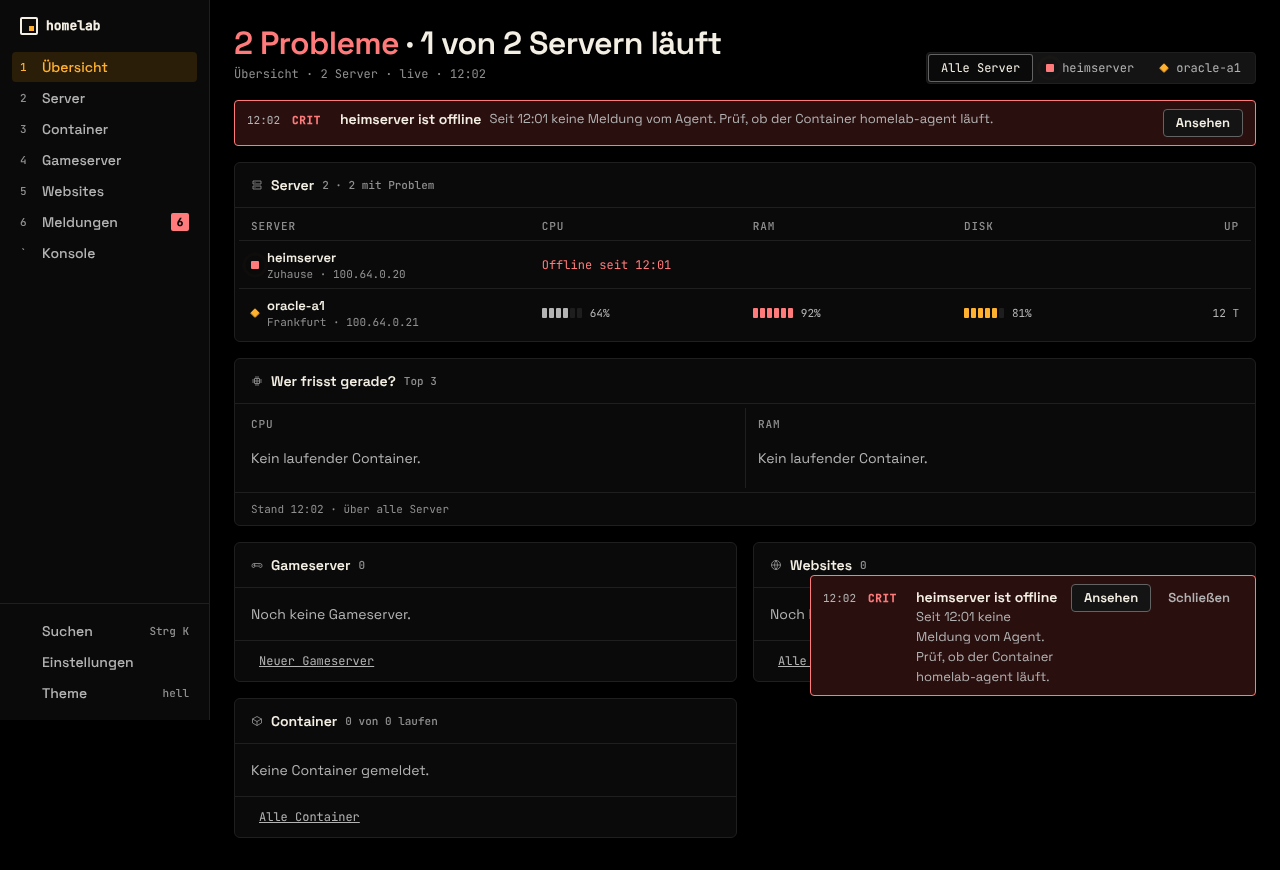 homelab
1 Übersicht
2 Server
3 Container
4 Gameserver
5 Websites
6 Meldungen 6
` Konsole
Suchen Strg K
Einstellungen
Theme hell
2 Probleme · 1 von 2 Servern läuft
Übersicht · 2 Server · live · 12:02
Alle Server heimserver oracle-a1
12:02 CRIT heimserver ist offline Seit 12:01 keine Meldung vom Agent. Prüf, ob der Container homelab-agent läuft. Ansehen
Server 2 · 2 mit Problem
SERVER CPU RAM DISK UP
heimserver
Zuhause · 100.64.0.20
Offline seit 12:01
oracle-a1
Frankfurt · 100.64.0.21
64% 92% 81% 12 T
Wer frisst gerade? Top 3
CPU RAM
Kein laufender Container. Kein laufender Container.
Stand 12:02 · über alle Server
Gameserver 0
Noch keine Gameserver.
Neuer Gameserver
Websites 0
Noch
Alle
12:02 CRIT heimserver ist offline Ansehen Schließen
Seit 12:01 keine
Meldung vom Agent.
Prüf, ob der Container
homelab-agent läuft.
Container 0 von 0 laufen
Keine Container gemeldet.
Alle Container